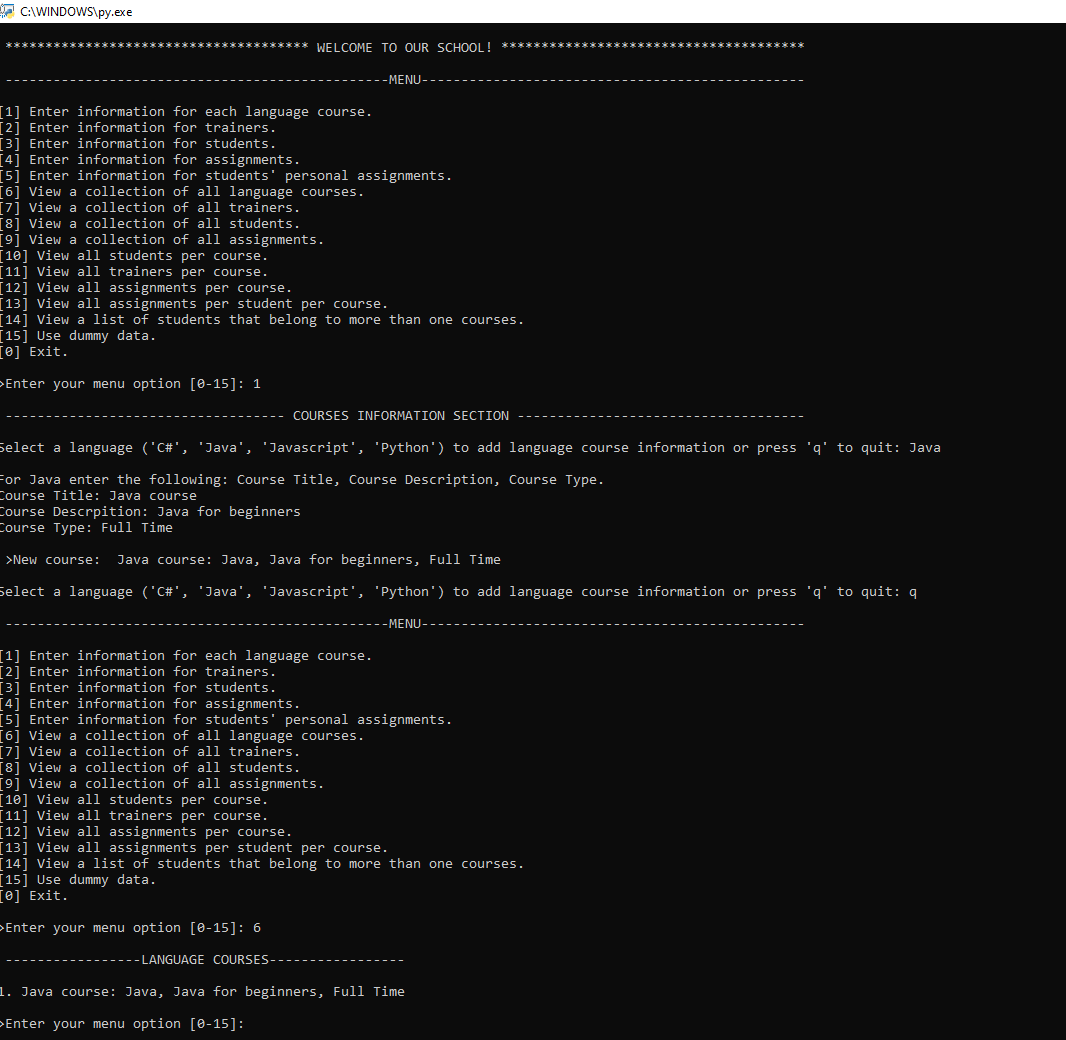 C:\WINDOWS\py.exe
************************************** WELCOME TO OUR SCHOOL! **************************************
------------------------------------------------MENU------------------------------------------------
[1] Enter information for each language course.
[2] Enter information for trainers.
[3] Enter information for students.
[4] Enter information for assignments.
[5] Enter information for students' personal assignments.
[6] View a collection of all language courses.
[7] View a collection of all trainers.
[8] View a collection of all students.
[9] View a collection of all assignments.
[10] View all students per course.
[11] View all trainers per course.
[12] View all assignments per course.
[13] View all assignments per student per course.
[14] View a list of students that belong to more than one courses.
[15] Use dummy data.
[0] Exit.
>Enter your menu option [0-15]: 1
----------------------------------- COURSES INFORMATION SECTION ------------------------------------
Select a language ('C#', 'Java', 'Javascript', 'Python') to add language course information or press 'q' to quit: Java
For Java enter the following: Course Title, Course Description, Course Type.
Course Title: Java course
Course Descrpition: Java for beginners
Course Type: Full Time
>New course:  Java course: Java, Java for beginners, Full Time
Select a language ('C#', 'Java', 'Javascript', 'Python') to add language course information or press 'q' to quit: q
------------------------------------------------MENU------------------------------------------------
[1] Enter information for each language course.
[2] Enter information for trainers.
[3] Enter information for students.
[4] Enter information for assignments.
[5] Enter information for students' personal assignments.
[6] View a collection of all language courses.
[7] View a collection of all trainers.
[8] View a collection of all students.
[9] View a collection of all assignments.
[10] View all students per course.
[11] View all trainers per course.
[12] View all assignments per course.
[13] View all assignments per student per course.
[14] View a list of students that belong to more than one courses.
[15] Use dummy data.
[0] Exit.
>Enter your menu option [0-15]: 6
-----------------LANGUAGE COURSES-----------------
1. Java course: Java, Java for beginners, Full Time
>Enter your menu option [0-15]: